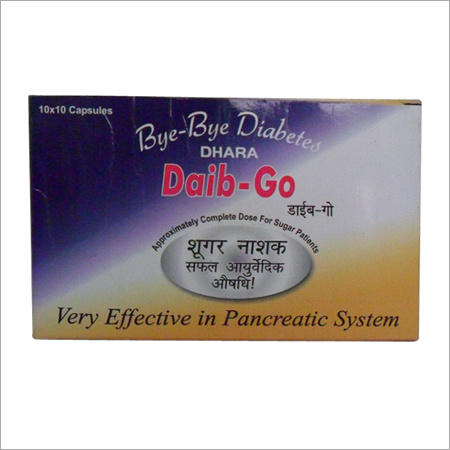 10x10 Capsules
Bye-Bye Diabetes
DHARA
Daib-Go
डाईब-गो
Approximately Complete Dose For Sugar Patients
शूगर नाशक
सफल आयुर्वेदिक
औषधि!
Very Effective in Pancreatic System